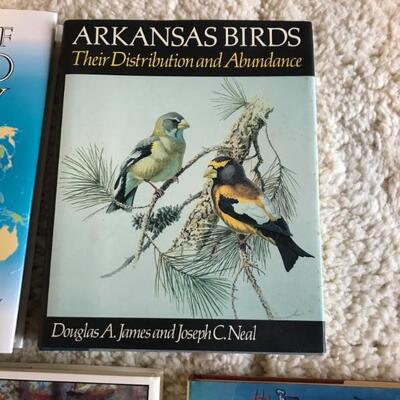 ARKANSAS BIRDS
Their Distribution and Abundance
Douglas A. James and Joseph C. Neal